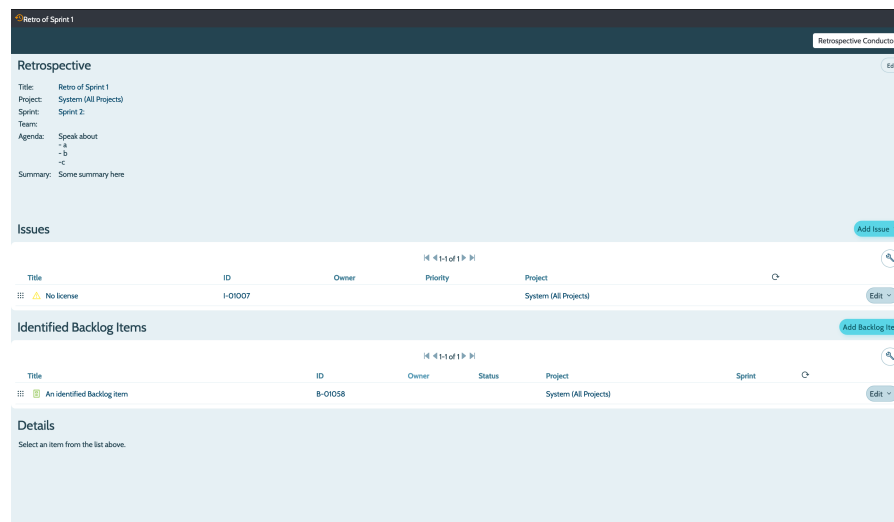 Retro of Sprint 1
Retrospective Conducto
Retrospective
Title: Retro of Sprint 1
Project: System (All Projects)
Sprint: Sprint 2:
Team:
Agenda: Speak about
- a
- b
-c
Summary: Some summary here
Issues
Add Issue
1-1 of 1
Title ID Owner Priority Project
No license I-01007 System (All Projects)
Edit
Identified Backlog Items
Add Backlog Ite
1-1 of 1
Title ID Owner Status Project Sprint
An identified Backlog item B-01058 System (All Projects)
Edit
Details
Select an item from the list above.